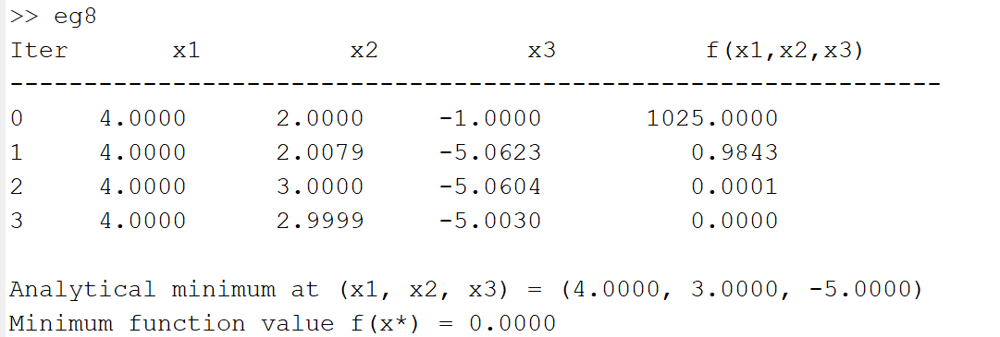 >> eg8
Iter x1 x2 x3 f(x1,x2,x3)
-----------------------------------------------------------------
0 4.0000 2.0000 -1.0000 1025.0000
1 4.0000 2.0079 -5.0623 0.9843
2 4.0000 3.0000 -5.0604 0.0001
3 4.0000 2.9999 -5.0030 0.0000
Analytical minimum at (x1, x2, x3) = (4.0000, 3.0000, -5.0000)
Minimum function value f(x*) = 0.0000